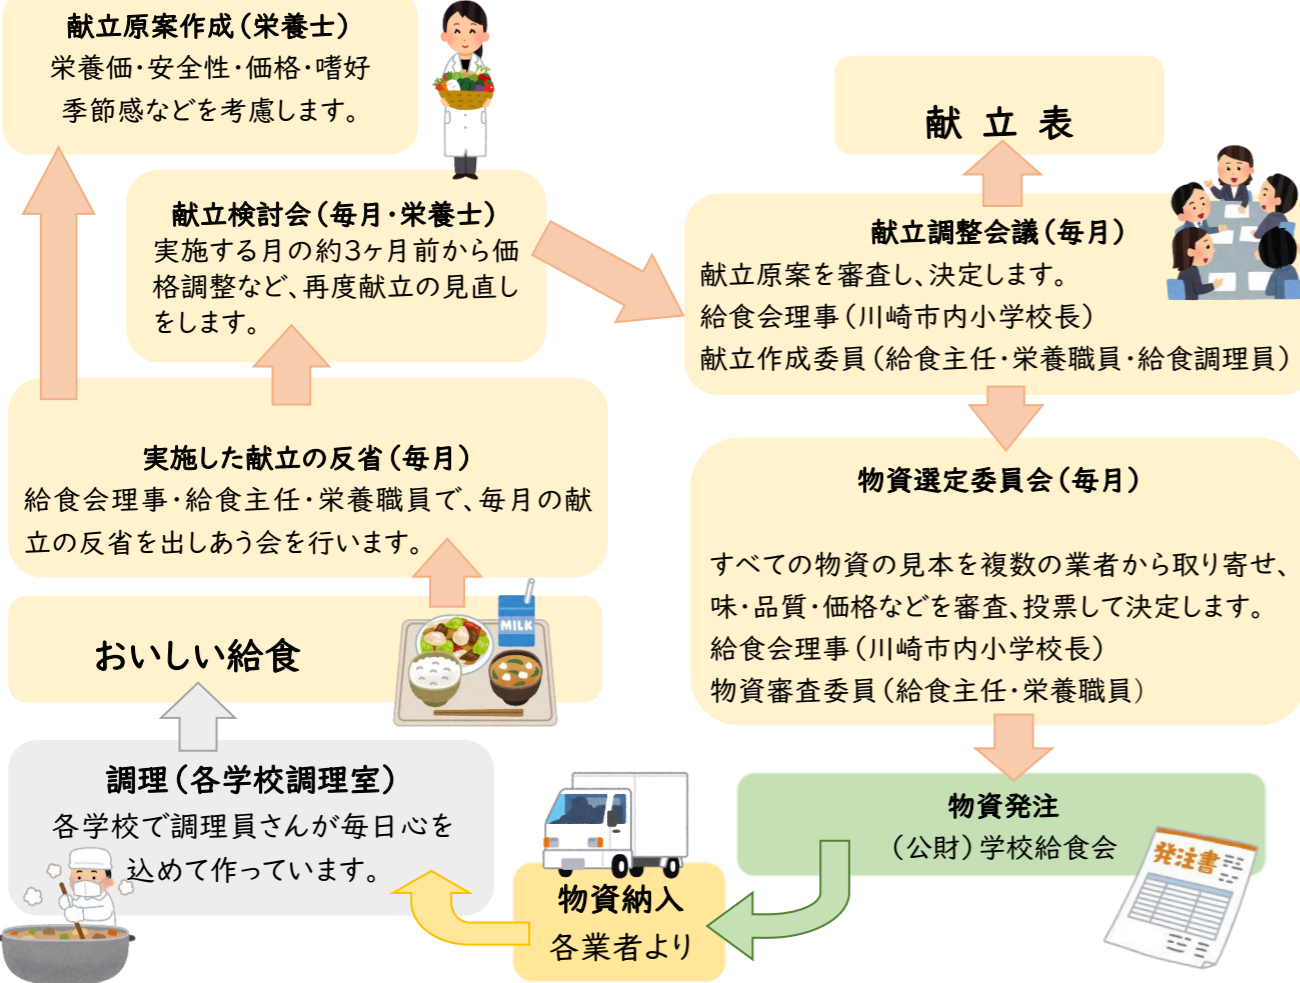 献立原案作成（栄養士）
栄養価・安全性・価格・嗜好
季節感などを考慮します。
献立検討会（毎月・栄養士）
実施する月の約3ヶ月前から価
格調整など、再度献立の見直し
をします。
献立表
献立調整会議（毎月）
献立原案を審査し、決定します。
給食会理事（川崎市内小学校長）
献立作成委員（給食主任・栄養職員・給食調理員）
実施した献立の反省（毎月）
給食会理事・給食主任・栄養職員で、毎月の献
立の反省を出しあう会を行います。
物資選定委員会（毎月）
すべての物資の見本を複数の業者から取り寄せ、
味・品質・価格などを審査、投票して決定します。
給食会理事（川崎市内小学校長）
物資審査委員（給食主任・栄養職員）
おいしい給食
MILK
調理（各学校調理室）
各学校で調理員さんが毎日心を
込めて作っています。
物資納入
各業者より
物資発注
（公財）学校給食会
発注書